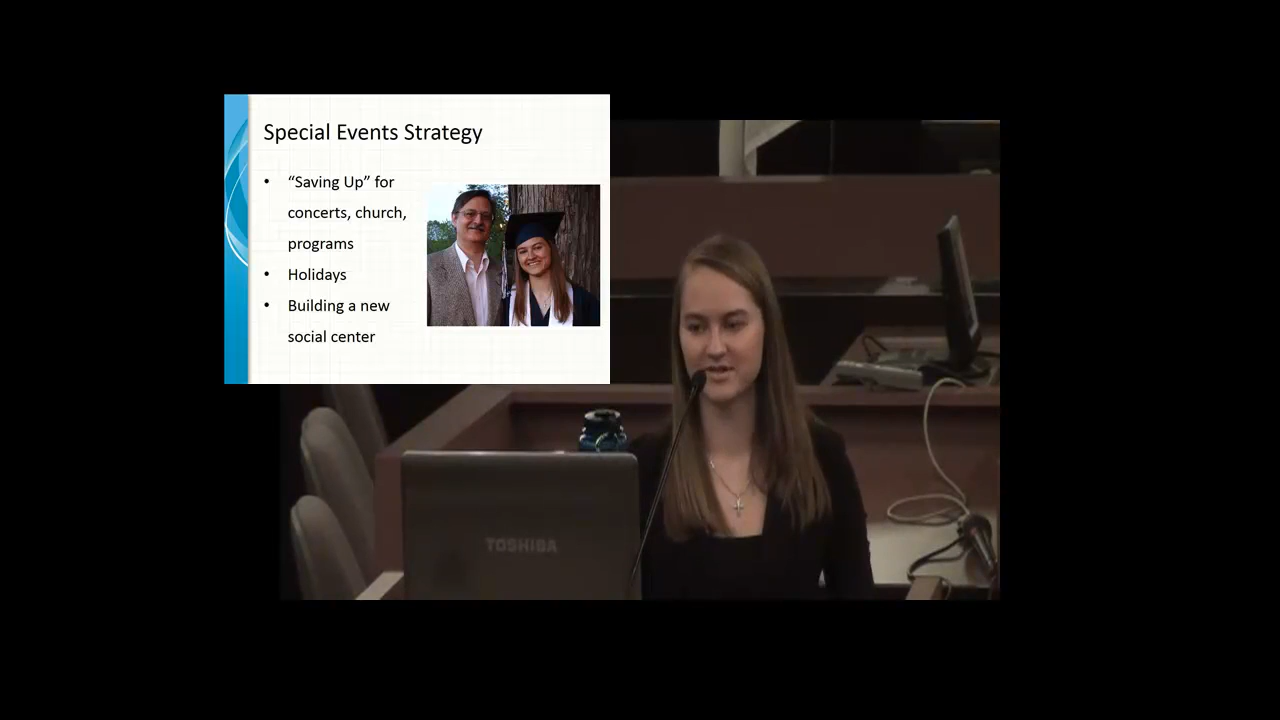 Special Events Strategy
• “Saving Up” for
concerts, church,
programs
• Holidays
• Building a new
social center
TOSHIBA